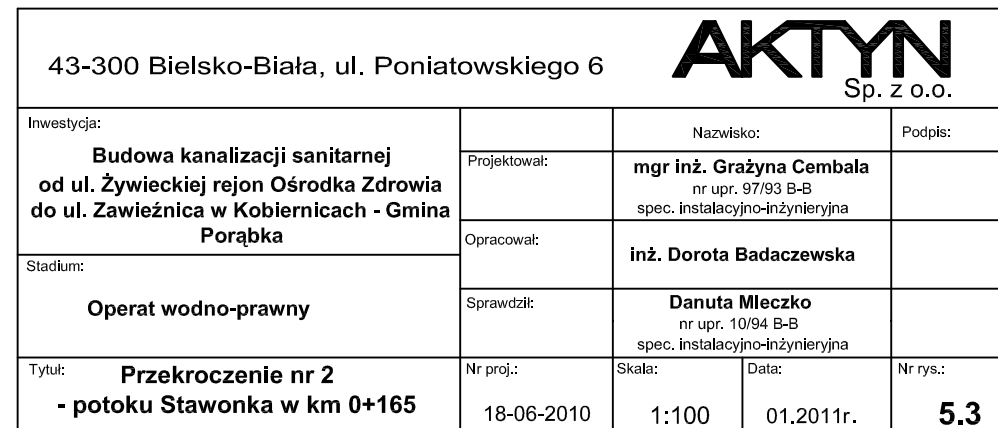 43-300 Bielsko-Biała, ul. Poniatowskiego 6
AKTYN
Sp. z o.o.
Inwestycja:
Budowa kanalizacji sanitarnej
od ul. Żywieckiej rejon Ośrodka Zdrowia
do ul. Zawieźnica w Kobiernicach - Gmina
Porąbka
Stadium:
Operat wodno-prawny
Nazwisko:
Podpis:
Projektował:
mgr inż. Grażyna Cembala
nr upr. 97/93 B-B
spec. instalacyjno-inżynieryjna
Opracował:
inż. Dorota Badaczewska
Sprawdził:
Danuta Mleczko
nr upr. 10/94 B-B
spec. instalacyjno-inżynieryjna
Tytuł:
Przekroczenie nr 2
- potoku Stawonka w km 0+165
Nr proj.:
18-06-2010
Skala:
1:100
Data:
01.2011r.
Nr rys.:
5.3